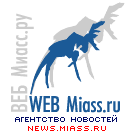 ВЕБ Миасс.ру
WEB Miass.ru
АГЕНТСТВО НОВОСТЕЙ
NEWS.MIASS.RU